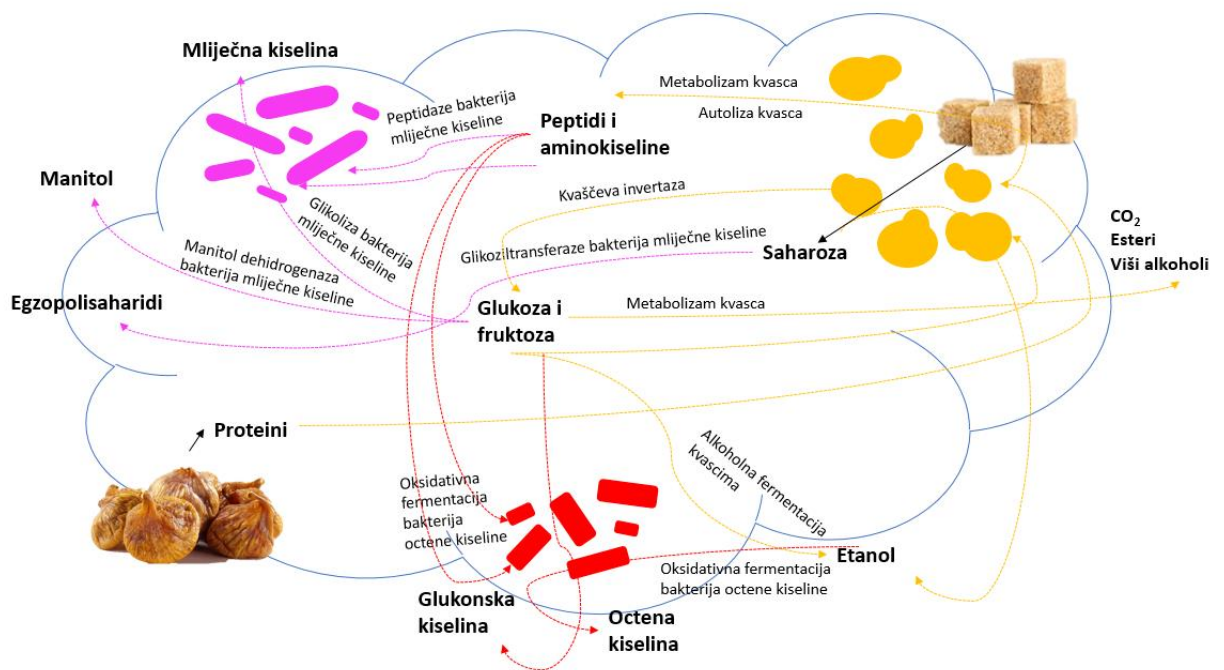 Mliječna kiselina
Peptidaze bakterija
mliječne kiseline
Peptidi i
aminokiseline
Metabolizam kvasca
Autoliza kvasca
Manitol
Glikoliza bakterija
mliječne kiseline
Kvaščeva invertaza
Manitol dehidrogenaza
bakterija mliječne kiseline
Glikoziltransferaze bakterija mliječne kiseline
Saharoza
CO₂
Esteri
Viši alkoholi
Egzopolisaharidi
Glukoza i
fruktoza
Metabolizam kvasca
Proteini
Alkoholna fermentacija
kvascima
Oksidativna
fermentacija
bakterija
octene kiseline
Etanol
Oksidativna fermentacija
bakterija octene kiseline
Glukonska
kiselina
Octena
kiselina